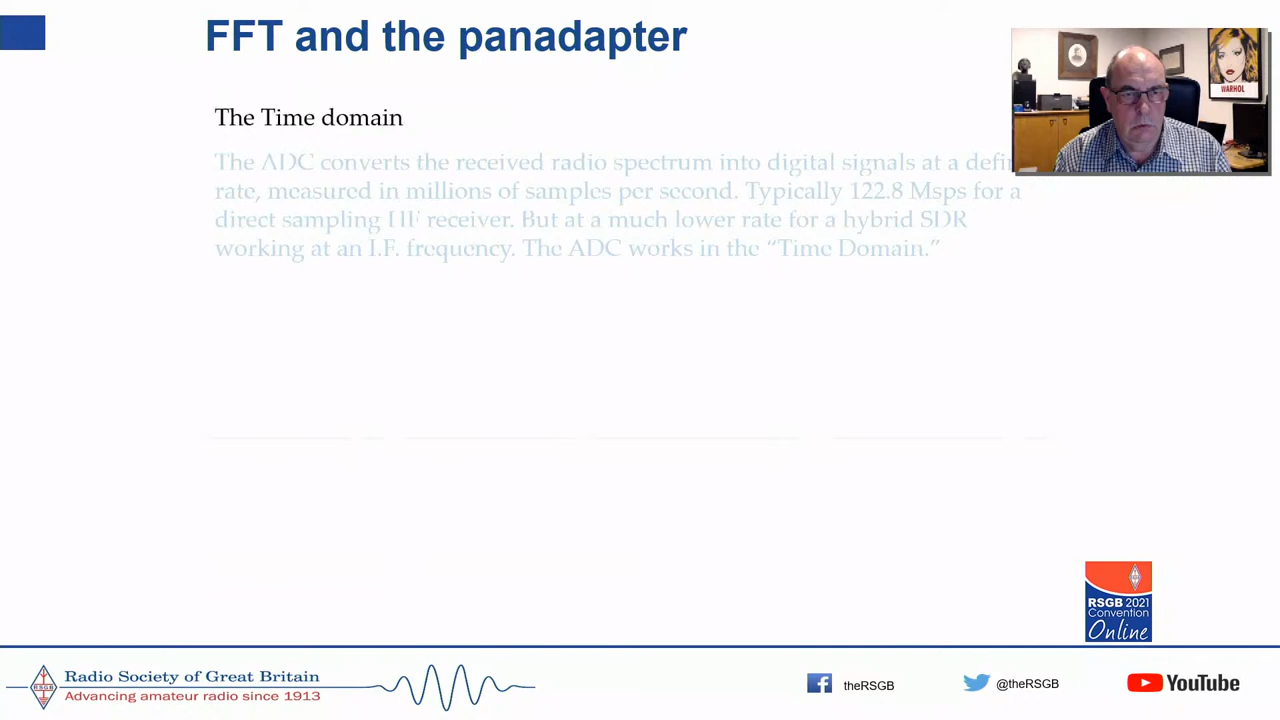 FFT and the panadapter
WARHOL
The Time domain
The ADC converts the received radio spectrum into digital signals at a defin
rate, measured in millions of samples per second. Typically 122.8 Msps for a
direct sampling HF receiver. But at a much lower rate for a hybrid SDR
working at an I.F. frequency. The ADC works in the “Time Domain.”
RSGB 2021
Convention
Online
RSGB
Radio Society of Great Britain
Advancing amateur radio since 1913
theRSGB
@theRSGB
YouTube